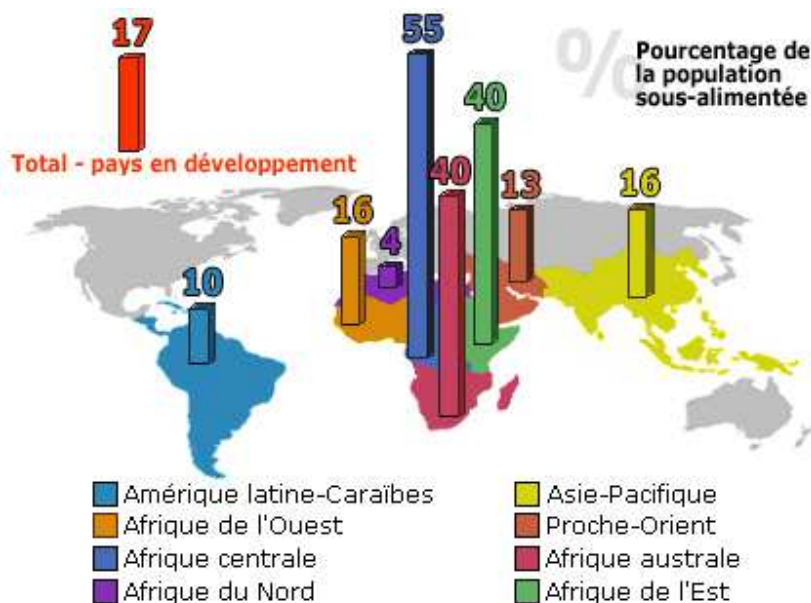 17
Total - pays en développement
55
%
Pourcentage de
la population
sous-alimentée
40
40
13
16
16
4
10
Amérique latine-Caraïbes
Afrique de l'Ouest
Afrique centrale
Afrique du Nord
Asie-Pacifique
Proche-Orient
Afrique australe
Afrique de l'Est